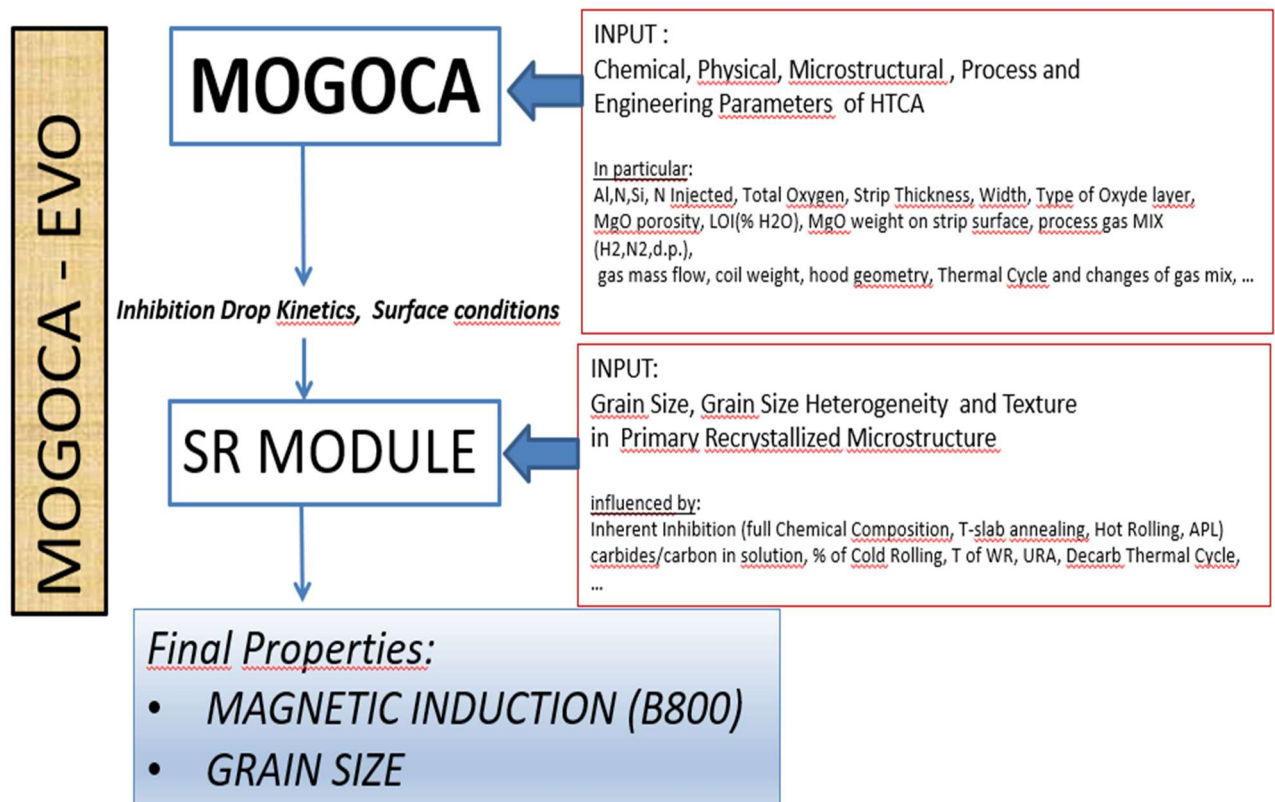 MOGOCA - EVO
MOGOCA
INPUT :
Chemical, Physical, Microstructural , Process and
Engineering Parameters of HTCA
In particular:
Al,N,Si, N Injected, Total Oxygen, Strip Thickness, Width, Type of Oxyde layer,
MgO porosity, LOI(% H2O), MgO weight on strip surface, process gas MIX
(H2,N2,d.p.),
gas mass flow, coil weight, hood geometry, Thermal Cycle and changes of gas mix, ...
Inhibition Drop Kinetics, Surface conditions
SR MODULE
INPUT:
Grain Size, Grain Size Heterogeneity and Texture
in Primary Recrystallized Microstructure
influenced by:
Inherent Inhibition (full Chemical Composition, T-slab annealing, Hot Rolling, APL)
carbides/carbon in solution, % of Cold Rolling, T of WR, URA, Decarb Thermal Cycle,
...
Final Properties:
• MAGNETIC INDUCTION (B800)
• GRAIN SIZE